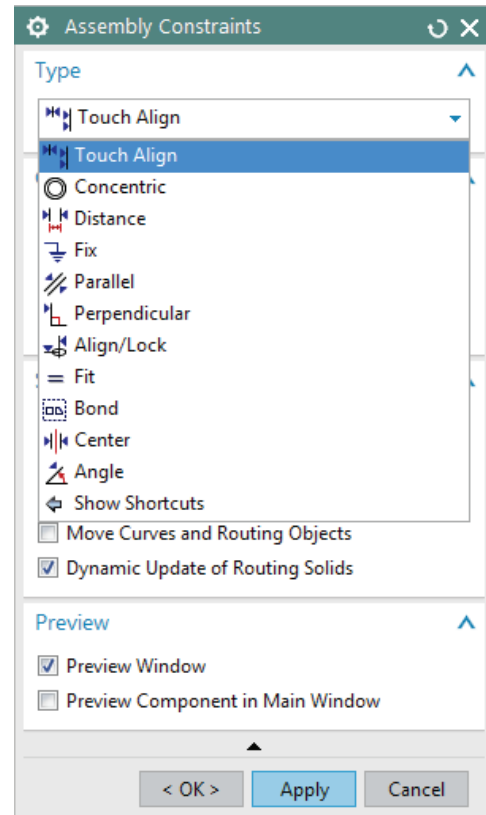 Assembly Constraints
Type
Touch Align
Touch Align
Concentric
Distance
Fix
Parallel
Perpendicular
Align/Lock
Fit
Bond
Center
Angle
Show Shortcuts
Move Curves and Routing Objects
Dynamic Update of Routing Solids
Preview
Preview Window
Preview Component in Main Window
< OK > Apply Cancel